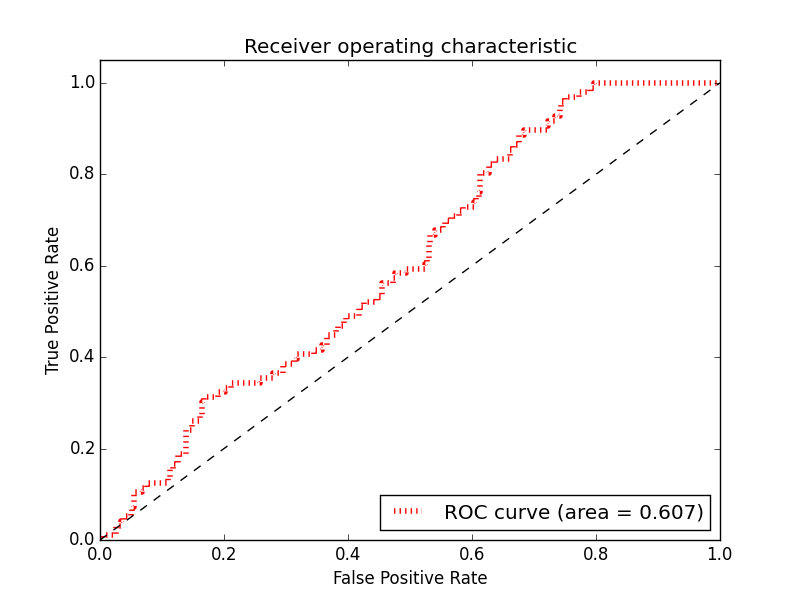 Receiver operating characteristic
1.0
0.8
0.6
0.4
0.2
0.0
True Positive Rate
ROC curve (area = 0.607)
0.0 0.2 0.4 0.6 0.8 1.0
False Positive Rate